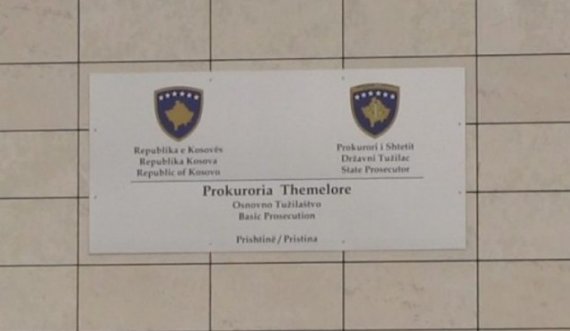 Republika e Kosovës
Republika Kosova
Republic of Kosovo
Prokurori i Shtetit
Državni Tužilac
State Prosecutor
Prokuroria Themelore
Osnovno Tužilaštvo
Basic Prosecution
Prishtinë / Pristina